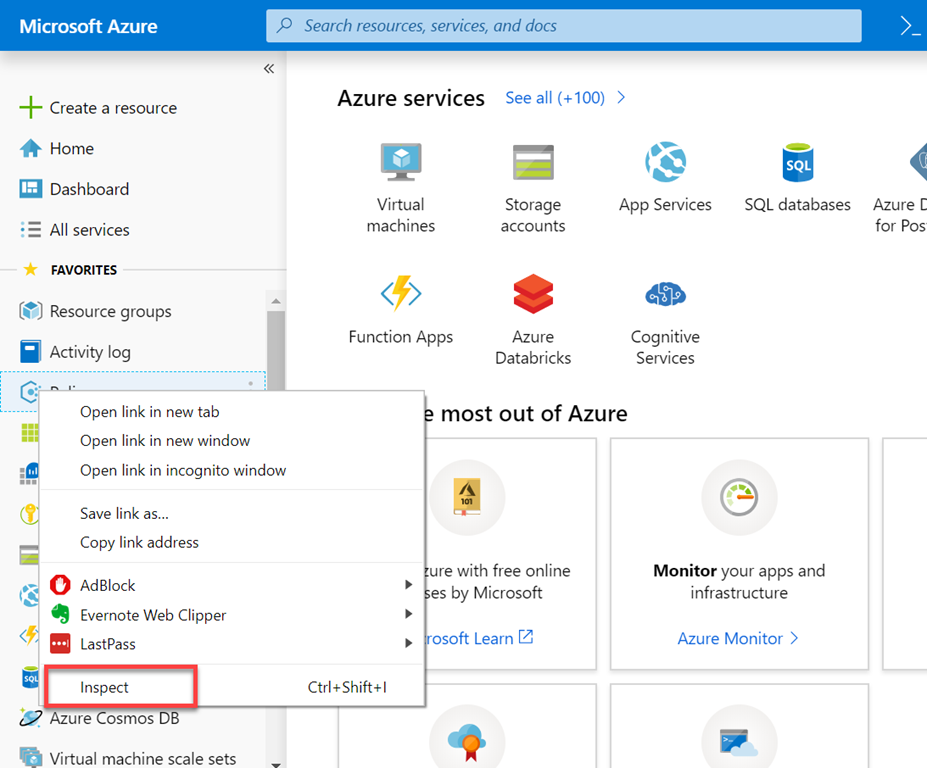 Microsoft Azure
Search resources, services, and docs
Create a resource
Home
Dashboard
All services
FAVORITES
Resource groups
Activity log
Open link in new tab
Open link in new window
Open link in incognito window
Save link as...
Copy link address
AdBlock
Evernote Web Clipper
LastPass
Inspect Ctrl+Shift+I
Azure Cosmos DB
Virtual machine scale sets
Azure services See all (+100)
Virtual
machines
Storage
accounts
App Services
SQL
SQL databases
Azure D
for Pos
Function Apps
Azure
Databricks
Cognitive
Services
e most out of Azure
101
zure with free online
ses by Microsoft
rosoft Learn
Monitor your apps and
infrastructure
Azure Monitor
SQL